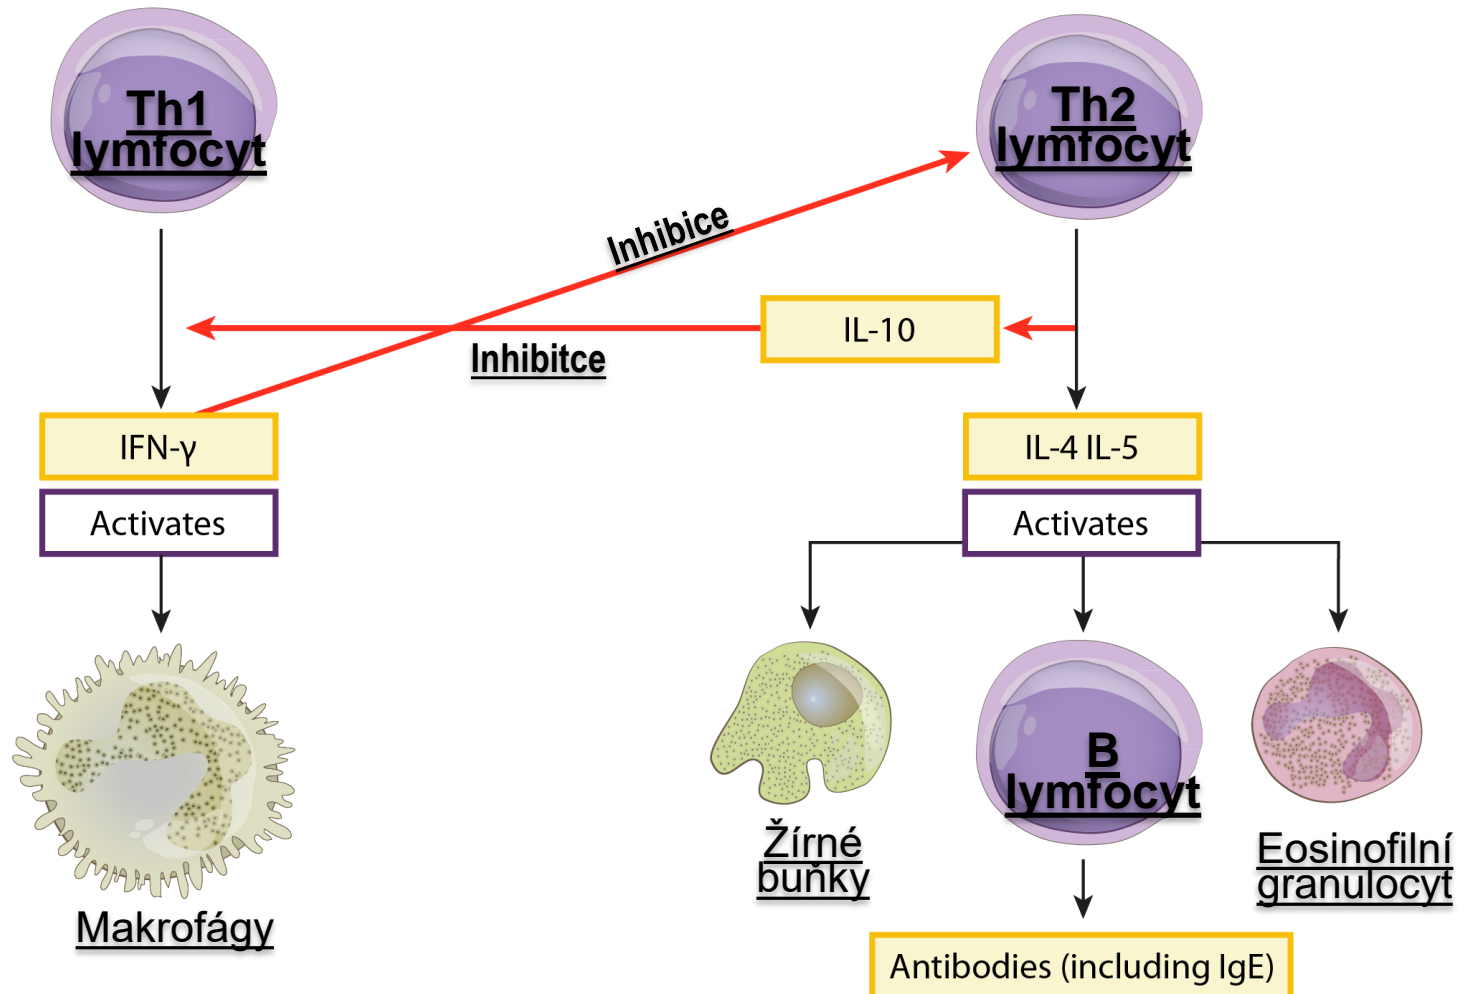 Th1
lymfocyt
Th2
lymfocyt
Inhibice
IL-10
Inhibitce
IFN-γ
IL-4 IL-5
Activates
Activates
Makrofágy
Žírné
buňky
B
lymfocyt
Eosinofilní
granulocyt
Antibodies (including IgE)